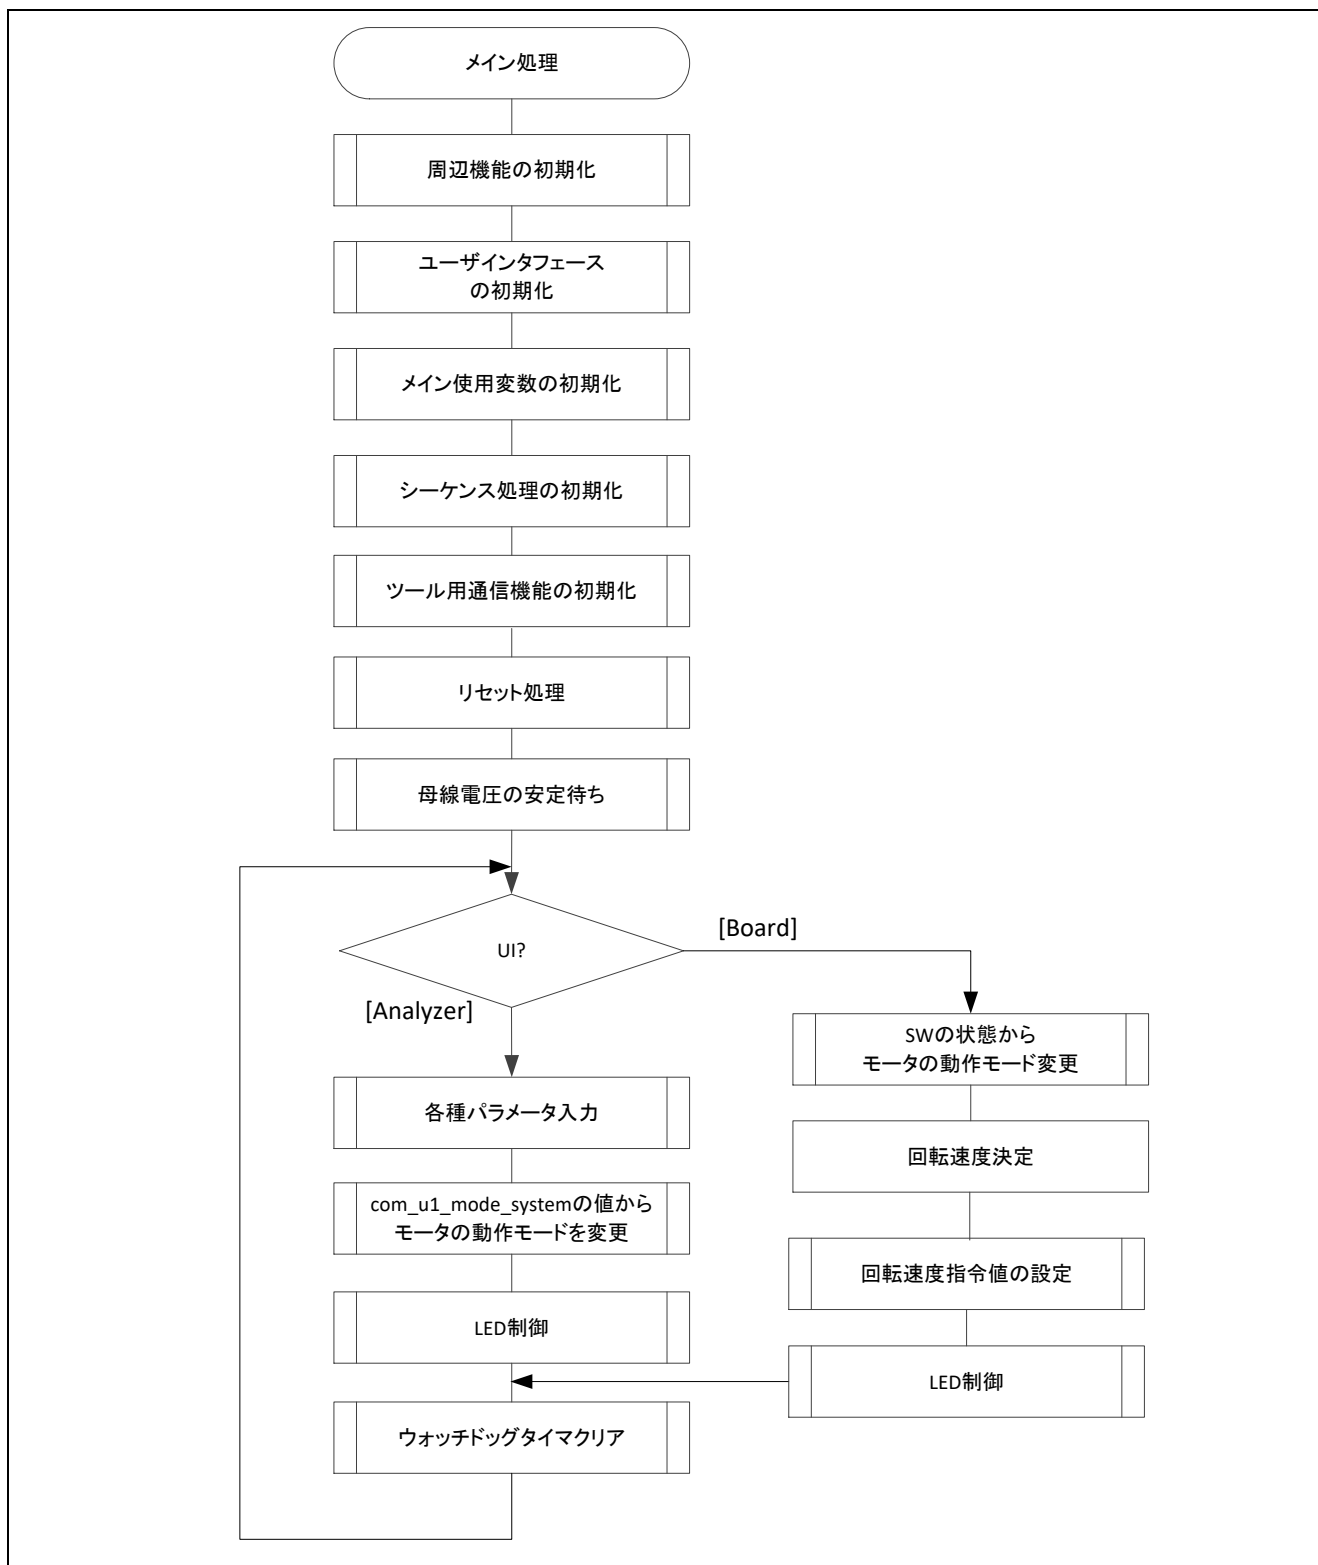 メイン処理
周辺機能の初期化
ユーザインタフェース
の初期化
メイン使用変数の初期化
シーケンス処理の初期化
ツール用通信機能の初期化
リセット処理
母線電圧の安定待ち
UI?
[Board]
[Analyzer]
SWの状態から
モータの動作モード変更
各種パラメータ入力
回転速度決定
com_u1_mode_systemの値から
モータの動作モードを変更
回転速度指令値の設定
LED制御
LED制御
ウォッチドッグタイマクリア